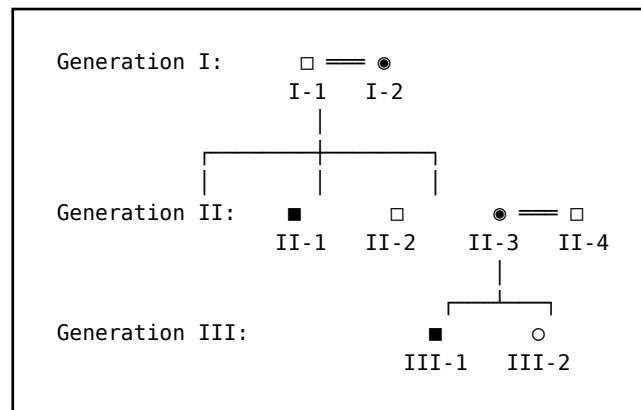 Generation I: □ ═══ ◉
I-1 I-2
Generation II: ■ □ ◉ ═══ □
II-1 II-2 II-3 II-4
Generation III: ■ ○
III-1 III-2